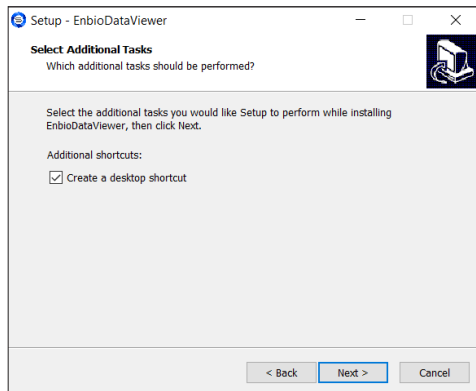 Setup - EnbioDataViewer
Select Additional Tasks
Which additional tasks should be performed?
Select the additional tasks you would like Setup to perform while installing
EnbioDataViewer, then click Next.
Additional shortcuts:
Create a desktop shortcut
< Back Next > Cancel